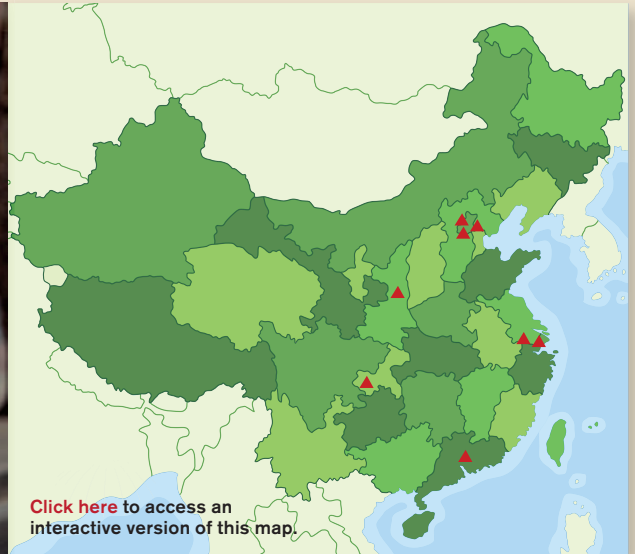 Click here to access an
interactive version of this map.